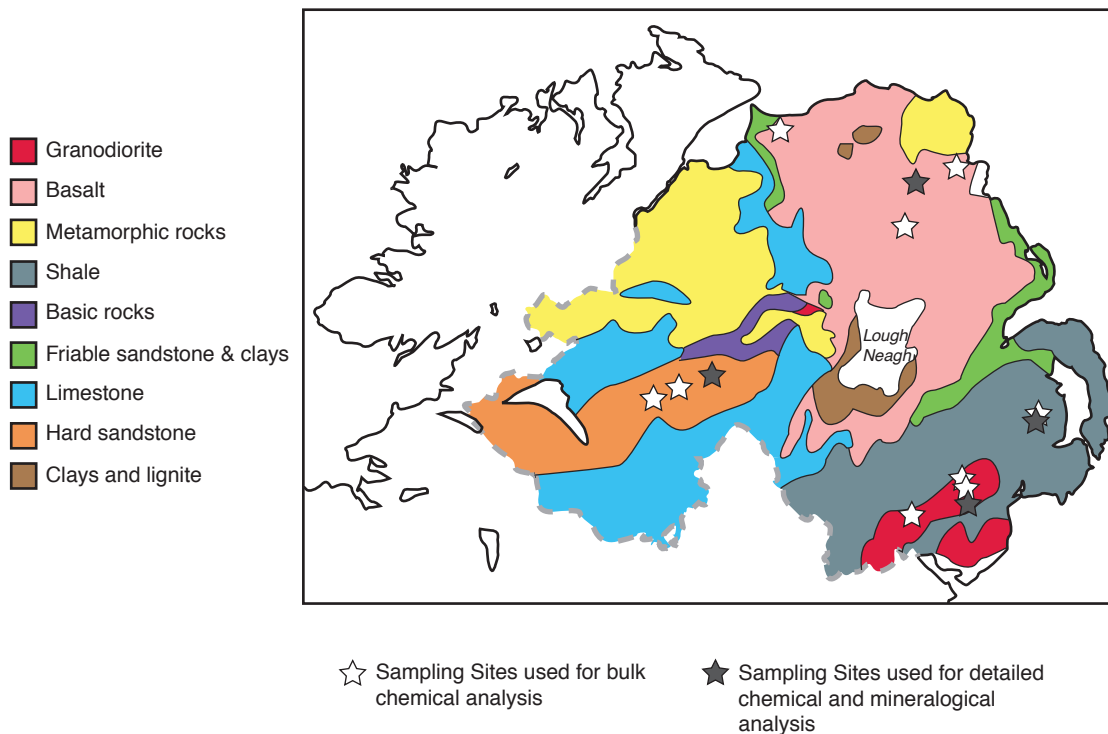 Granodiorite
Basalt
Metamorphic rocks
Shale
Basic rocks
Friable sandstone & clays
Limestone
Hard sandstone
Clays and lignite
Lough
Neagh
Sampling Sites used for bulk
chemical analysis
Sampling Sites used for detailed
chemical and mineralogical
analysis